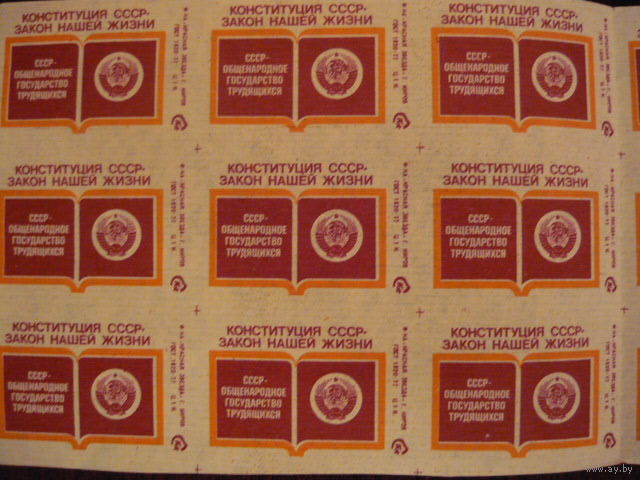 КОНСТИТУЦИЯ СССР-
ЗАКОН НАШЕЙ ЖИЗНИ
СССР-
ОБЩЕНАРОДНОЕ
ГОСУДАРСТВО
ТРУДЯЩИХСЯ
КОНСТИТУЦИЯ СССР-
ЗАКОН НАШЕЙ ЖИЗНИ
СССР-
ОБЩЕНАРОДНОЕ
ГОСУДАРСТВО
ТРУДЯЩИХСЯ
КОНСТИТУЦИЯ СССР-
ЗАКОН НАШЕЙ ЖИЗНИ
СССР-
ОБЩЕНАРОДНОЕ
ГОСУДАРСТВО
ТРУДЯЩИХСЯ
КОНСТИТУЦИЯ СССР-
ЗАКОН НАШЕЙ ЖИЗНИ
СССР-
ОБЩЕНАРОДНОЕ
ГОСУДАРСТВО
ТРУДЯЩИХСЯ
КОНСТИТУЦИЯ СССР-
ЗАКОН НАШЕЙ ЖИЗНИ
СССР-
ОБЩЕНАРОДНОЕ
ГОСУДАРСТВО
ТРУДЯЩИХСЯ
КОНСТИТУЦИЯ СССР-
ЗАКОН НАШЕЙ ЖИЗНИ
СССР-
ОБЩЕНАРОДНОЕ
ГОСУДАРСТВО
ТРУДЯЩИХСЯ
КОНСТИТУЦИЯ СССР-
ЗАКОН НАШЕЙ ЖИЗНИ
СССР-
ОБЩЕНАРОДНОЕ
ГОСУДАРСТВО
ТРУДЯЩИХСЯ
КОНСТИТУЦИЯ СССР-
ЗАКОН НАШЕЙ ЖИЗНИ
СССР-
ОБЩЕНАРОДНОЕ
ГОСУДАРСТВО
ТРУДЯЩИХСЯ
КОНСТИТУЦИЯ СССР-
ЗАКОН НАШЕЙ ЖИЗНИ
СССР-
ОБЩЕНАРОДНОЕ
ГОСУДАРСТВО
ТРУДЯЩИХСЯ
www.ay.by